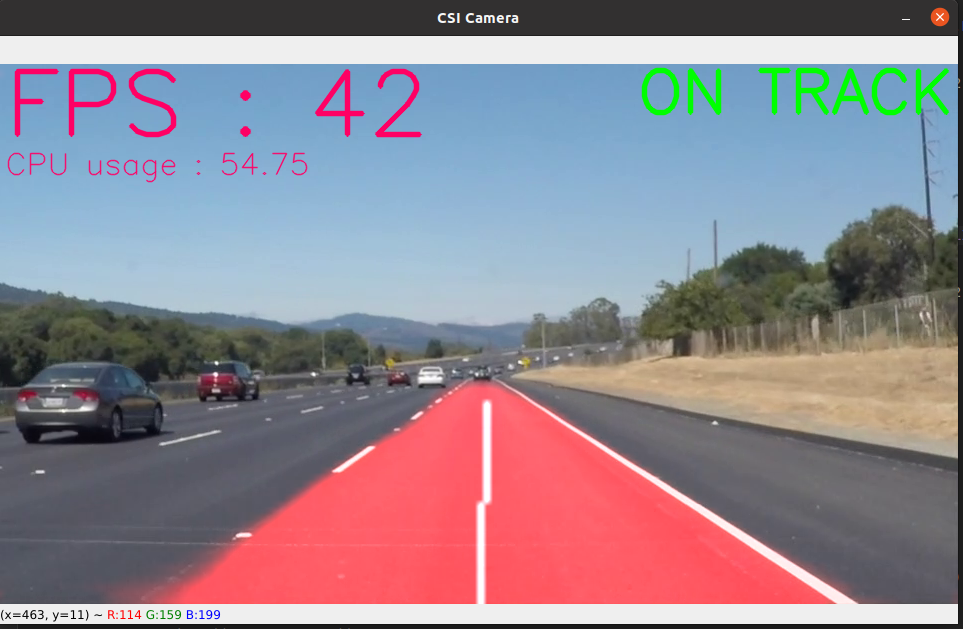 CSI Camera
FPS : 42
ON TRACK
CPU usage : 54.75
(x=463, y=11) ~ R:114 G:159 B:199